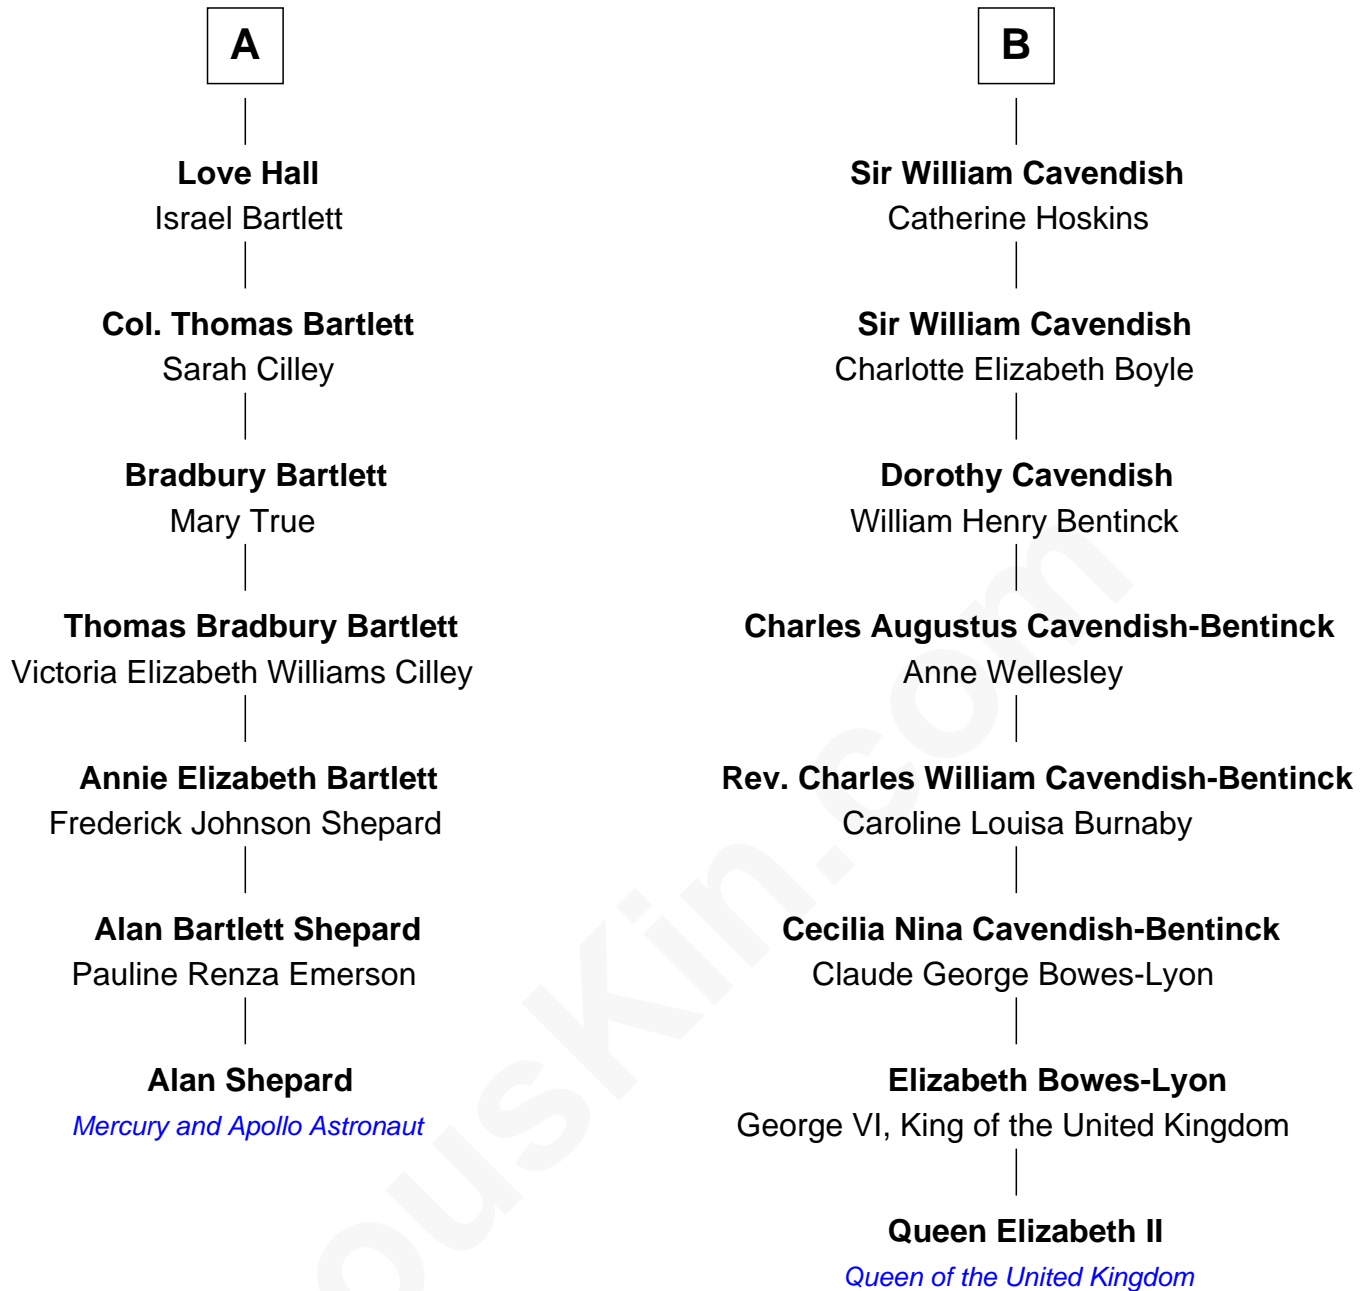 A
Love Hall
Israel Bartlett
Col. Thomas Bartlett
Sarah Cilley
Bradbury Bartlett
Mary True
Thomas Bradbury Bartlett
Victoria Elizabeth Williams Cilley
Annie Elizabeth Bartlett
Frederick Johnson Shepard
Alan Bartlett Shepard
Pauline Renza Emerson
Alan Shepard
Mercury and Apollo Astronaut
B
Sir William Cavendish
Catherine Hoskins
Sir William Cavendish
Charlotte Elizabeth Boyle
Dorothy Cavendish
William Henry Bentinck
Charles Augustus Cavendish-Bentinck
Anne Wellesley
Rev. Charles William Cavendish-Bentinck
Caroline Louisa Burnaby
Cecilia Nina Cavendish-Bentinck
Claude George Bowes-Lyon
Elizabeth Bowes-Lyon
George VI, King of the United Kingdom
Queen Elizabeth II
Queen of the United Kingdom
ousKin.com